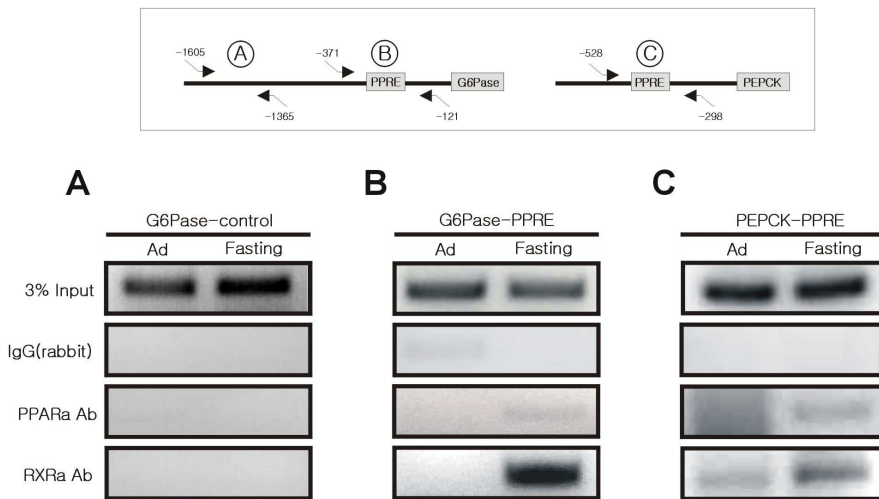 -1605
A
-371
B
PPRE
G6Pase
-1365
-121
-528
C
PPRE
PEPCK
-298
A
G6Pase-control
Ad Fasting
B
G6Pase-PPRE
Ad Fasting
C
PEPCK-PPRE
Ad Fasting
3% Input
IgG(rabbit)
PPARa Ab
RXRa Ab